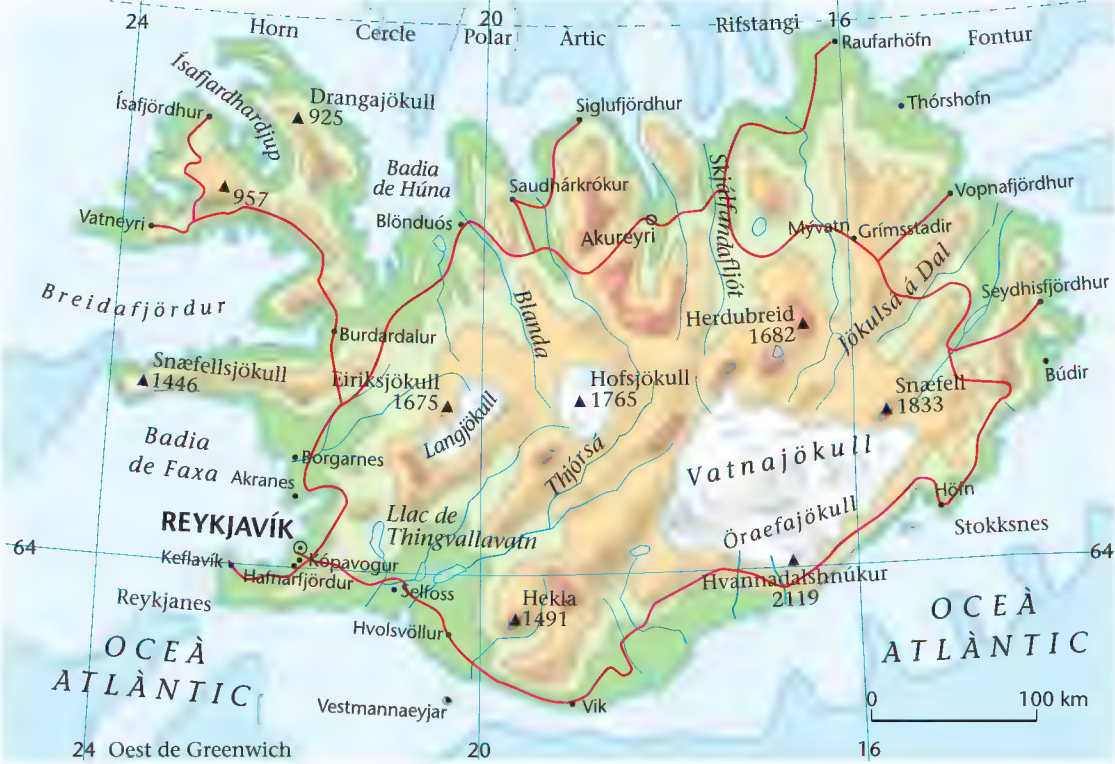 24
20
16
Horn
Cercle
Polar
Àrtic
Rifstangi
Raufarhöfn
Fontur
Ísafjardhardjup
Ísafjördhur
Drangajökull
925
Siglufjördhur
Thórshofn
Badia
de Húna
957
Saudhárkrókur
Skjálfandafljót
Vopnafjördhur
Vatneyri
Blönduós
Akureyri
Mývatn
Grímsstadir
Breidafjördur
Blanda
Jökulsá á Dal
Seydhisfjördhur
Burdardalur
Herdubreid
1682
Snæfellsjökull
1446
Eiriksjökull
1675
Langjökull
Hofsjökull
1765
Snæfell
1833
Búdir
Badia
de Faxa
Borgarnes
Akranes
Thjórsá
Vatnajökull
Höfn
REYKJAVÍK
Llac de
Thingvallavatn
Öraefajökull
Stokksnes
64
64
Keflavík
Kópavogur
Hafnarfjördur
Selfoss
Hvannadalshnúkur
2119
Reykjanes
Hekla
1491
Hvolsvöllur
OCEÀ
ATLÀNTIC
OCEÀ
ATLÀNTIC
Vestmannaeyjar
Vik
0
100 km
24
Oest de Greenwich
20
16